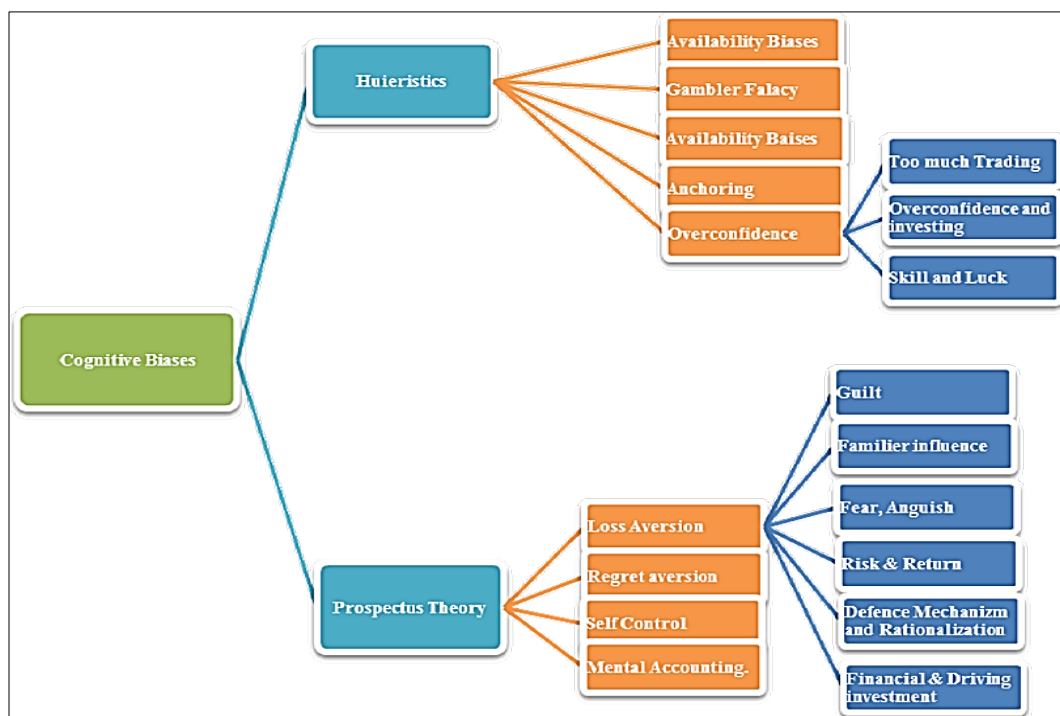 Huieristics
Availability Biases
Gambler Falacy
Availability Baises
Anchoring
Overconfidence
Too much Trading
Overconfidence and
investing
Skill and Luck
Cognitive Biases
Prospectus Theory
Loss Aversion
Regret aversion
Self Control
Mental Accounting.
Guilt
Familier influence
Fear, Anguish
Risk & Return
Defence Mechanizm
and Rationalization
Financial & Driving
investment